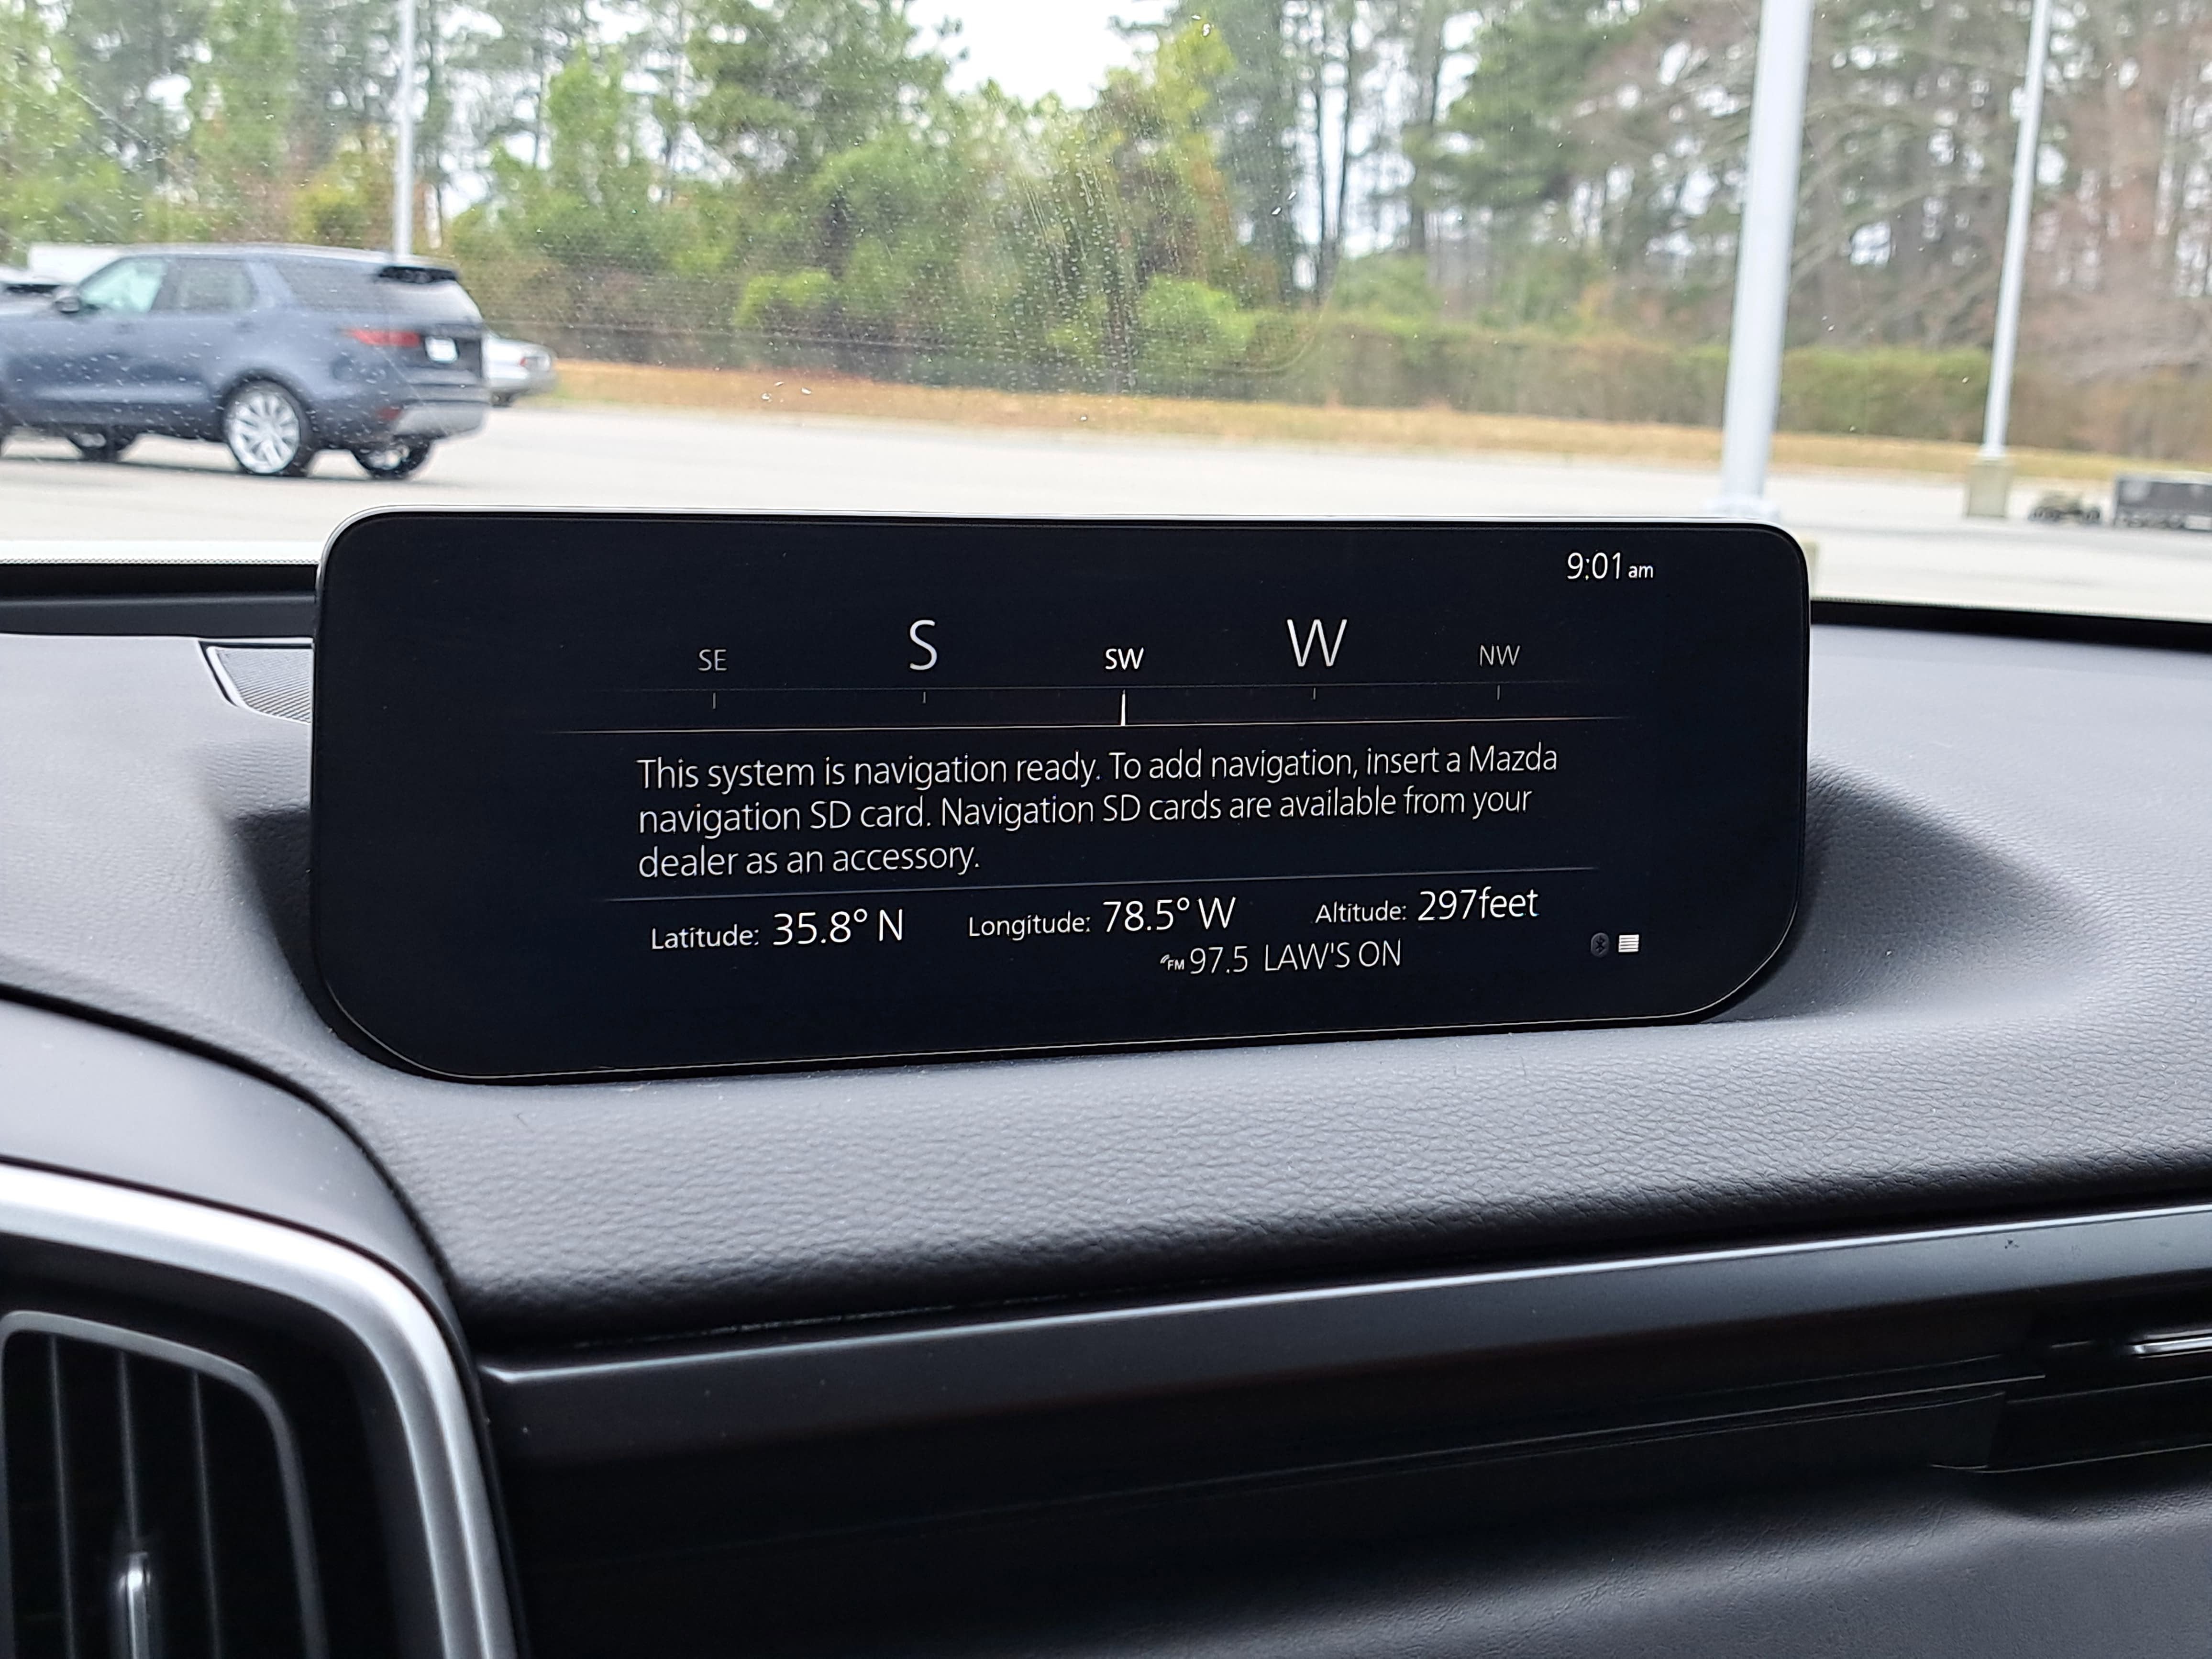 9:01 am
SE S SW W NW
This system is navigation ready. To add navigation, insert a Mazda
navigation SD card. Navigation SD cards are available from your
dealer as an accessory.
Latitude: 35.8° N Longitude: 78.5° W Altitude: 297feet
FM 97.5 LAW'S ON